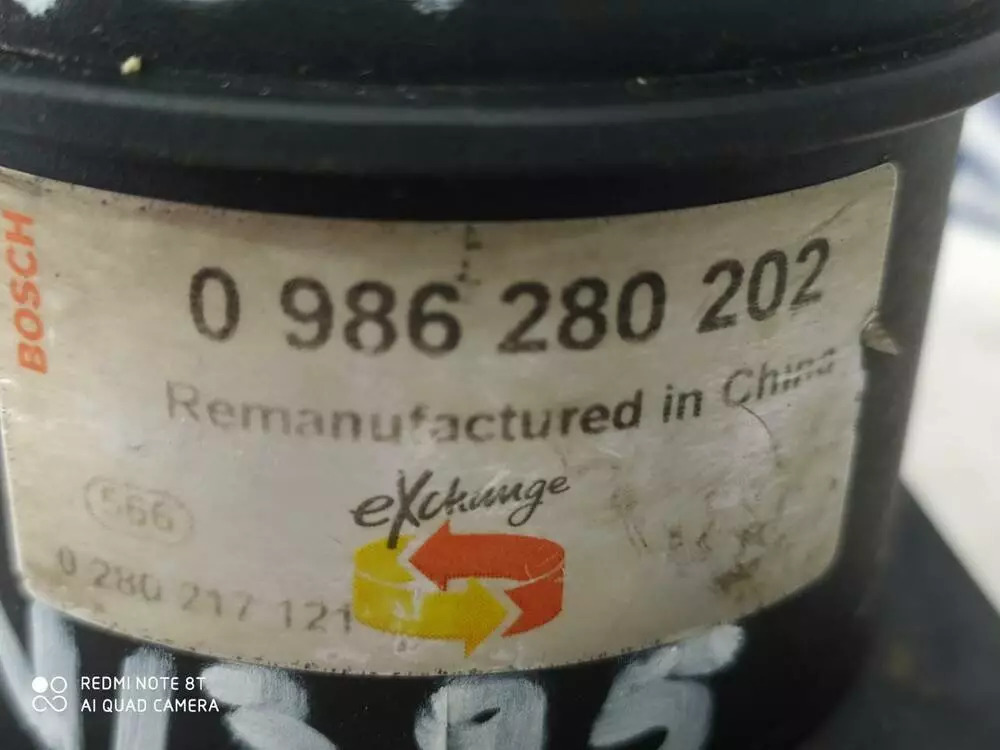 BOSCH
0 986 280 202
Remanufactured in China
eXchange
566
0 280 217 121
REDMI NOTE 8T
AI QUAD CAMERA